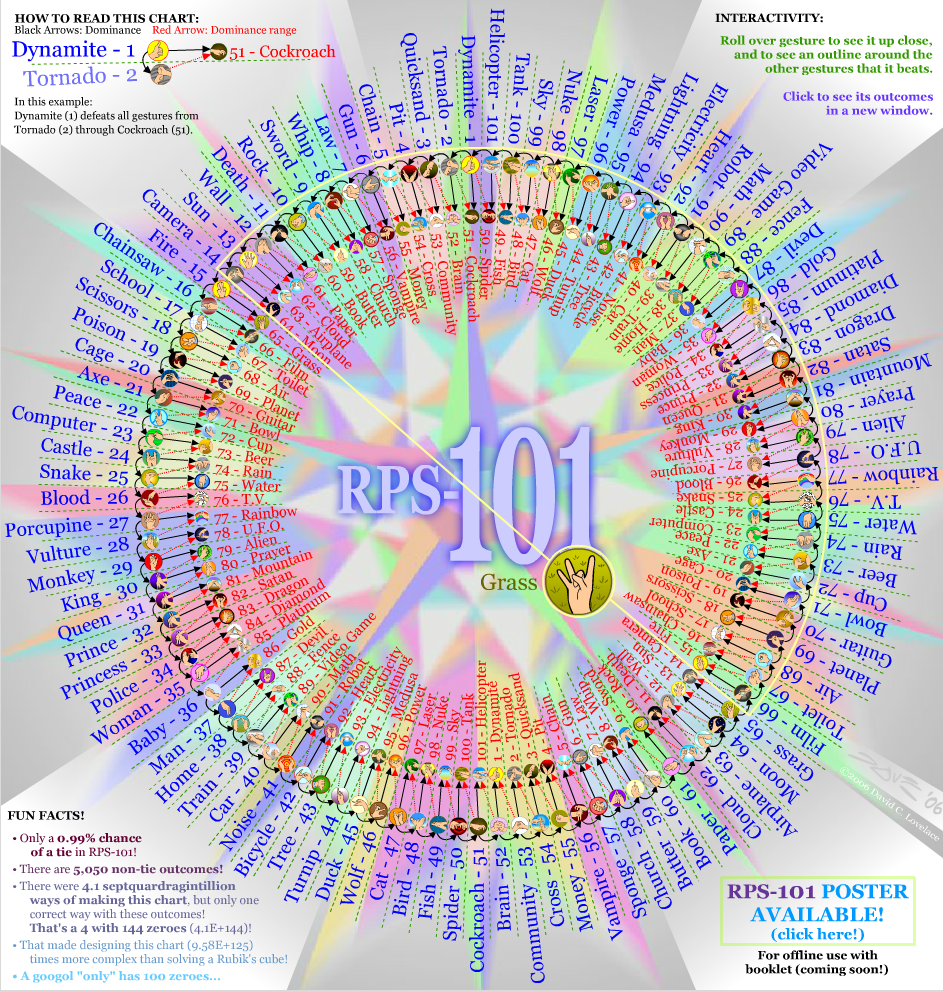 HOW TO READ THIS CHART:
Black Arrows: Dominance Red Arrow: Dominance range
Dynamite - 1
51 - Cockroach
Tornado - 2
In this example:
Dynamite (1) defeats all gestures from
Tornado (2) through Cockroach (51).
INTERACTIVITY:
Roll over gesture to see it up close,
and to see an outline around the
other gestures that it beats.
Click to see its outcomes
in a new window.
Dynamite - 1
Tornado - 2
Quicksand - 3
Pit - 4
Chain - 5
Gun - 6
Law - 7
Whip - 8
Sword - 9
Rock - 10
Death - 11
Wall - 12
Sun - 13
Camera - 14
Fire - 15
Chainsaw - 16
School - 17
Scissors - 18
Poison - 19
Cage - 20
Axe - 21
Peace - 22
Computer - 23
Castle - 24
Snake - 25
Blood - 26
Porcupine - 27
Vulture - 28
Monkey - 29
King - 30
Queen - 31
Prince - 32
Princess - 33
Police - 34
Woman - 35
Baby - 36
Man - 37
Home - 38
Train - 39
Car - 40
Noise - 41
Bicycle - 42
Tree - 43
Turnip - 44
Duck - 45
Wolf - 46
Cat - 47
Bird - 48
Fish - 49
Spider - 50
Cockroach - 51
Brain - 52
Community - 53
Cross - 54
Money - 55
Vampire - 56
Sponge - 57
Church - 58
Butter - 59
Book - 60
Paper - 61
Cloud - 62
Airplane - 63
Moon - 64
Grass - 65
Film - 66
Toilet - 67
Air - 68
Planet - 69
Guitar - 70
Bowl - 71
Cup - 72
Beer - 73
Rain - 74
Water - 75
T.V. - 76
Rainbow - 77
U.F.O. - 78
Alien - 79
Prayer - 80
Mountain - 81
Satan - 82
Dragon - 83
Diamond - 84
Platinum - 85
Gold - 86
Devil - 87
Fence - 88
Video Game - 89
Math - 90
Robot - 91
Heart - 92
Electricity - 93
Lightning - 94
Medusa - 95
Power - 96
Laser - 97
Nuke - 98
Sky - 99
Tank - 100
Helicopter - 101
51 - Cockroach
52 - Brain
53 - Community
54 - Cross
55 - Money
56 - Vampire
57 - Sponge
58 - Church
59 - Butter
60 - Book
61 - Paper
62 - Cloud
63 - Airplane
64 - Moon
65 - Grass
66 - Film
67 - Toilet
68 - Air
69 - Planet
70 - Guitar
71 - Bowl
72 - Cup
73 - Beer
74 - Rain
75 - Water
76 - T.V.
77 - Rainbow
78 - U.F.O.
79 - Alien
80 - Prayer
81 - Mountain
82 - Satan
83 - Dragon
84 - Diamond
85 - Platinum
86 - Gold
87 - Devil
88 - Fence
89 - Video Game
90 - Math
91 - Robot
92 - Heart
93 - Electricity
94 - Lightning
95 - Medusa
96 - Power
97 - Laser
98 - Nuke
99 - Sky
100 - Tank
101 - Helicopter
1 - Dynamite
2 - Tornado
3 - Quicksand
4 - Pit
5 - Chain
6 - Gun
7 - Law
8 - Whip
9 - Sword
10 - Rock
11 - Death
12 - Wall
13 - Sun
14 - Camera
15 - Fire
16 - Chainsaw
17 - School
18 - Scissors
19 - Poison
20 - Cage
21 - Axe
22 - Peace
23 - Computer
24 - Castle
25 - Snake
26 - Blood
27 - Porcupine
28 - Vulture
29 - Monkey
30 - King
31 - Queen
32 - Prince
33 - Princess
34 - Police
35 - Woman
36 - Baby
37 - Man
38 - Home
39 - Train
40 - Car
41 - Noise
42 - Bicycle
43 - Tree
44 - Turnip
45 - Duck
46 - Wolf
47 - Cat
48 - Bird
49 - Fish
50 - Spider
RPS-101
Grass
DAVE '06
©2006 David C. Lovelace
FUN FACTS!
• Only a 0.99% chance
of a tie in RPS-101!
• There are 5,050 non-tie outcomes!
• There were 4.1 septquardragintillion
ways of making this chart, but only one
correct way with these outcomes!
That's a 4 with 144 zeroes (4.1E+144)!
• That made designing this chart (9.58E+125)
times more complex than solving a Rubik's cube!
• A googol "only" has 100 zeroes...
RPS-101 POSTER
AVAILABLE!
(click here!)
For offline use with
booklet (coming soon!)